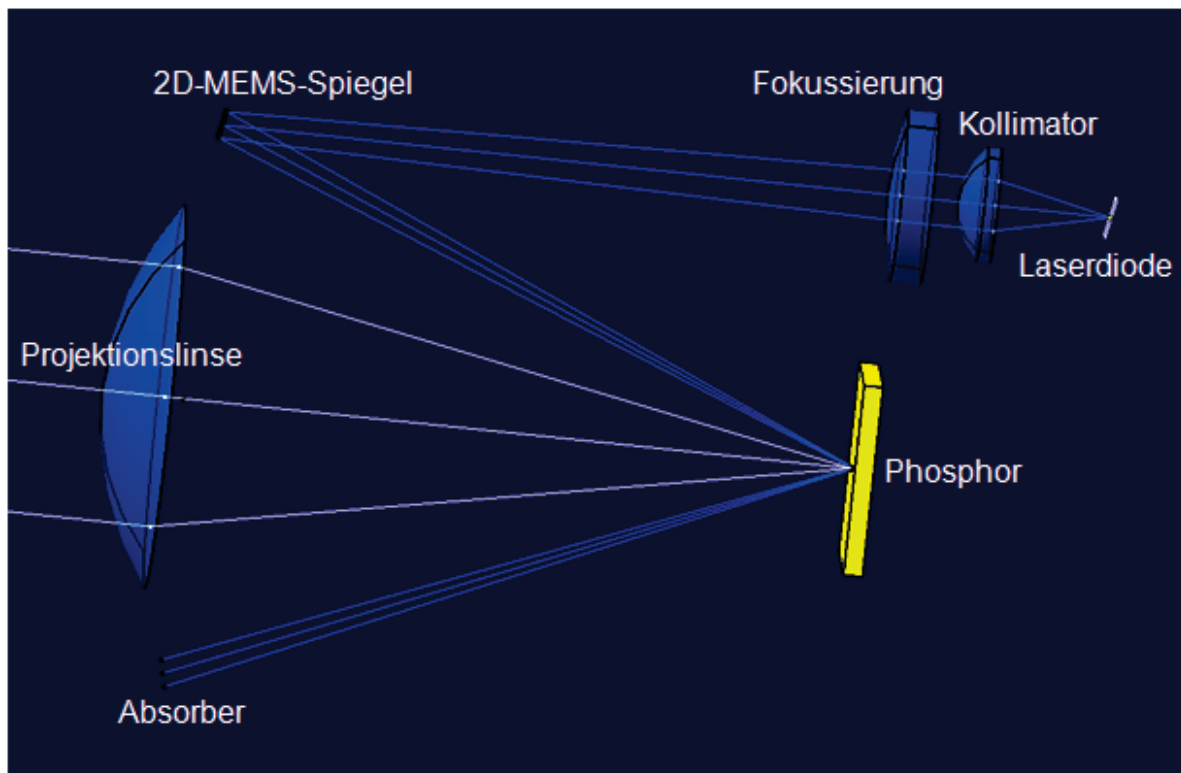 2D-MEMS-Spiegel
Fokussierung
Kollimator
Laserdiode
Projektionslinse
Phosphor
Absorber